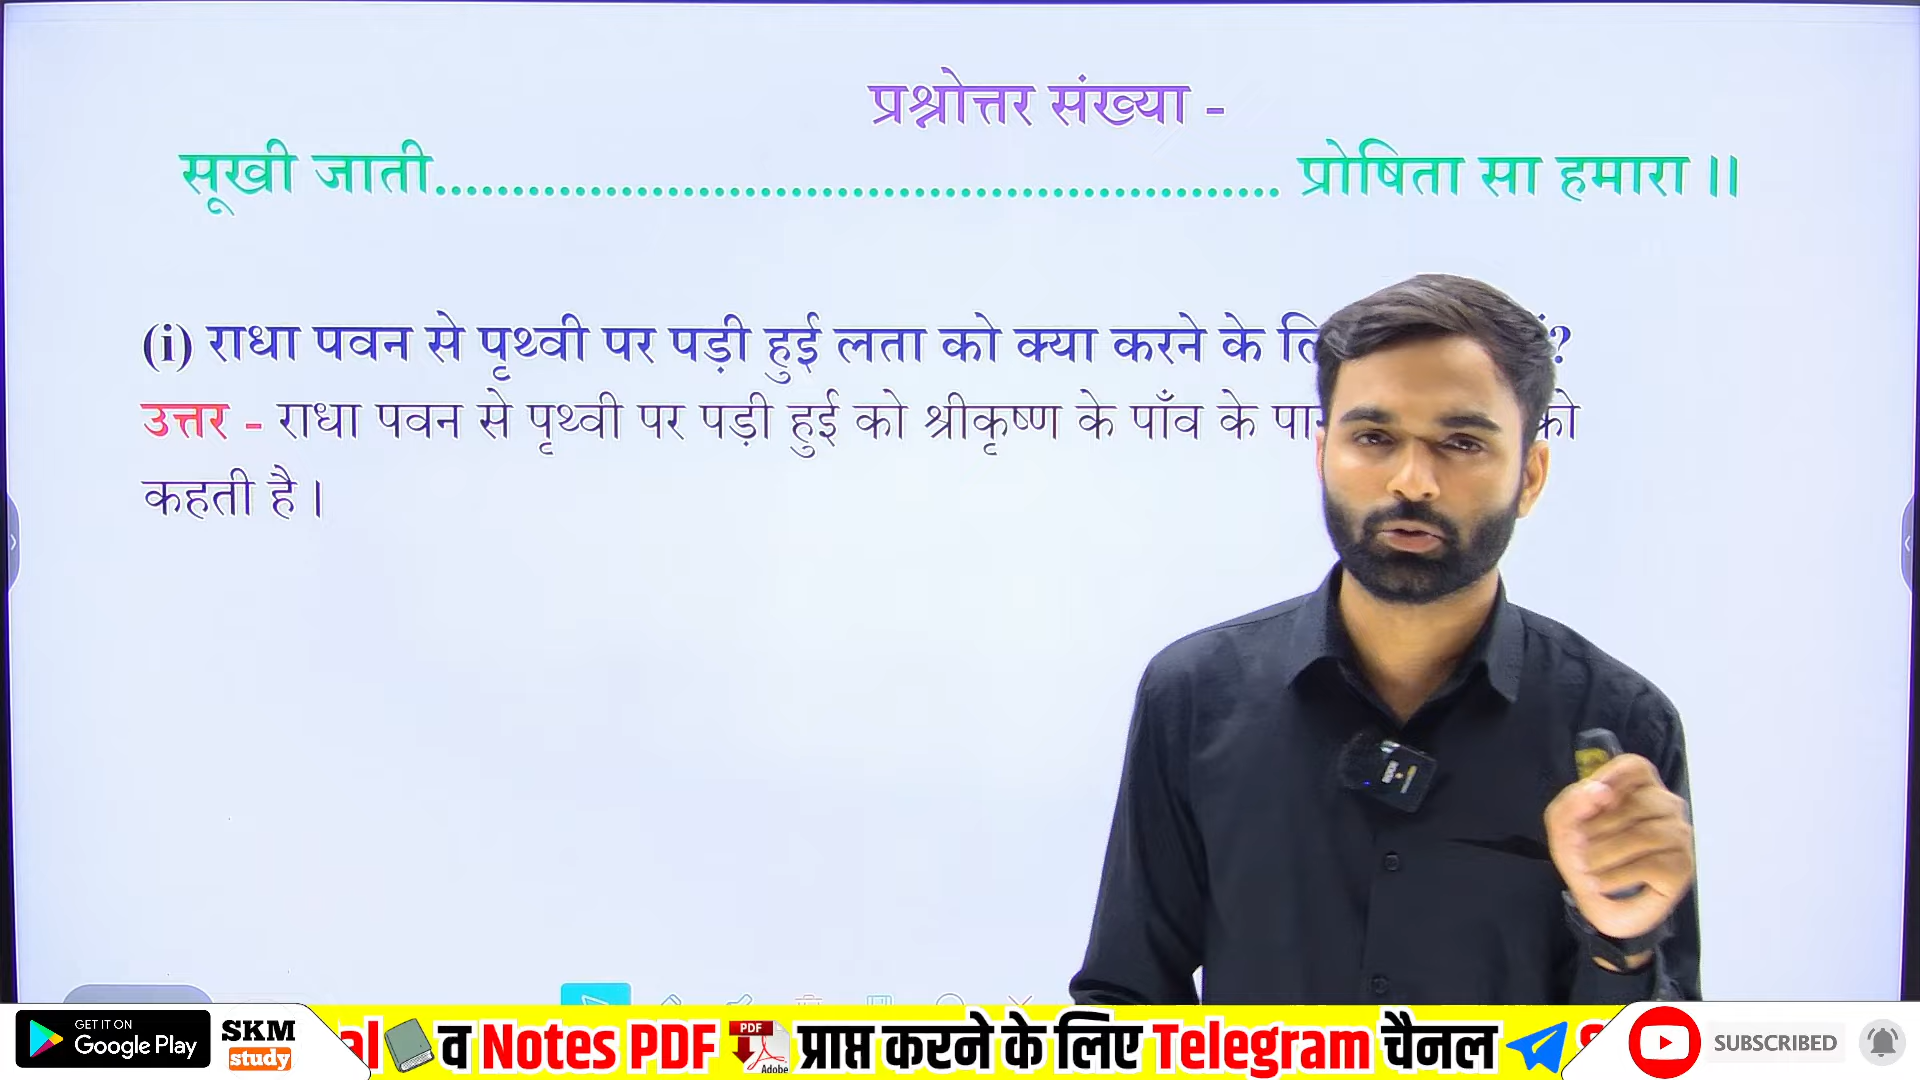 प्रश्नोत्तर संख्या -
सूखी जाती............................................................ प्रोषिता सा हमारा ।।
(i) राधा पवन से पृथ्वी पर पड़ी हुई लता को क्या करने के ?
उत्तर - राधा पवन से पृथ्वी पर पड़ी हुई को श्रीकृष्ण के पाँव के को
कहती है ।
GET IT ON
Google Play
SKM
study
व Notes PDF PDF Adobe प्राप्त करने के लिए Telegram चैनल
SUBSCRIBED